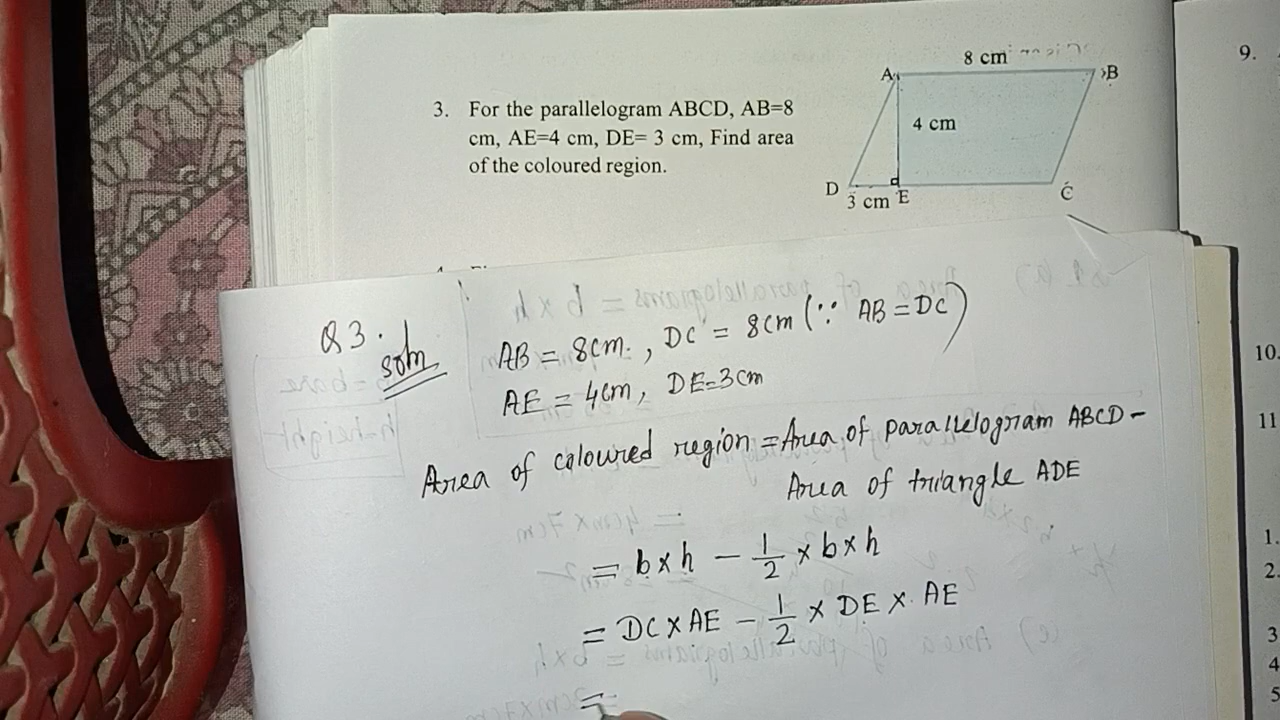 3. For the parallelogram ABCD, AB=8
cm, AE=4 cm, DE= 3 cm, Find area
of the coloured region.
8 cm
A
B
4 cm
D
3 cm
E
C
9.
10.
11
1.
2.
3
4
5
Q3.
Soln
AB = 8cm., DC = 8cm (∵ AB = DC)
AE = 4cm, DE=3cm
Area of coloured region = Area of parallelogram ABCD -
Area of triangle ADE
= b×h - 1/2 × b×h
= DC×AE - 1/2 × DE × AE
=